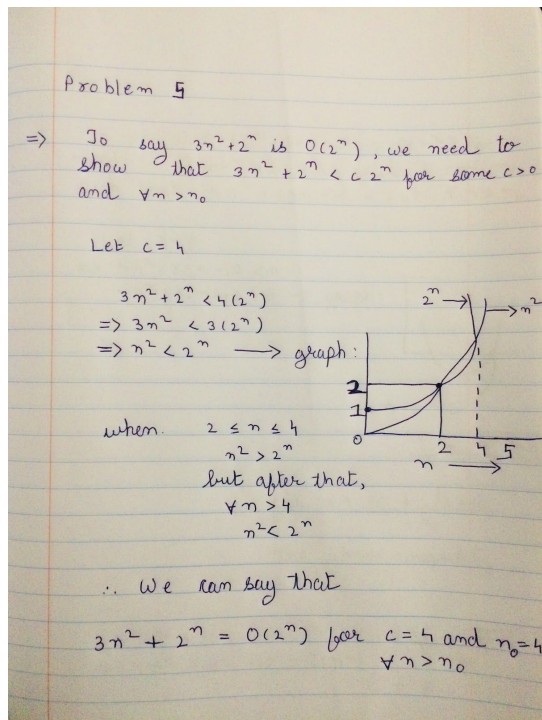 Problem 5
=> To say 3n²+2ⁿ is O(2ⁿ), we need to
show that 3n² + 2ⁿ < c 2ⁿ for some c>0
and ∀n>n₀
Let c = 4
3n²+2ⁿ < 4(2ⁿ)
=> 3n² < 3(2ⁿ)
=> n² < 2ⁿ ⟶ graph:
2ⁿ → → n²
2
1
0
2 4 5
n ⟶
when 2 ≤ n ≤ 4
n² > 2ⁿ
but after that,
∀n > 4
n² < 2ⁿ
∴ We can say that
3n² + 2ⁿ = O(2ⁿ) for c = 4 and n₀=4
∀n>n₀